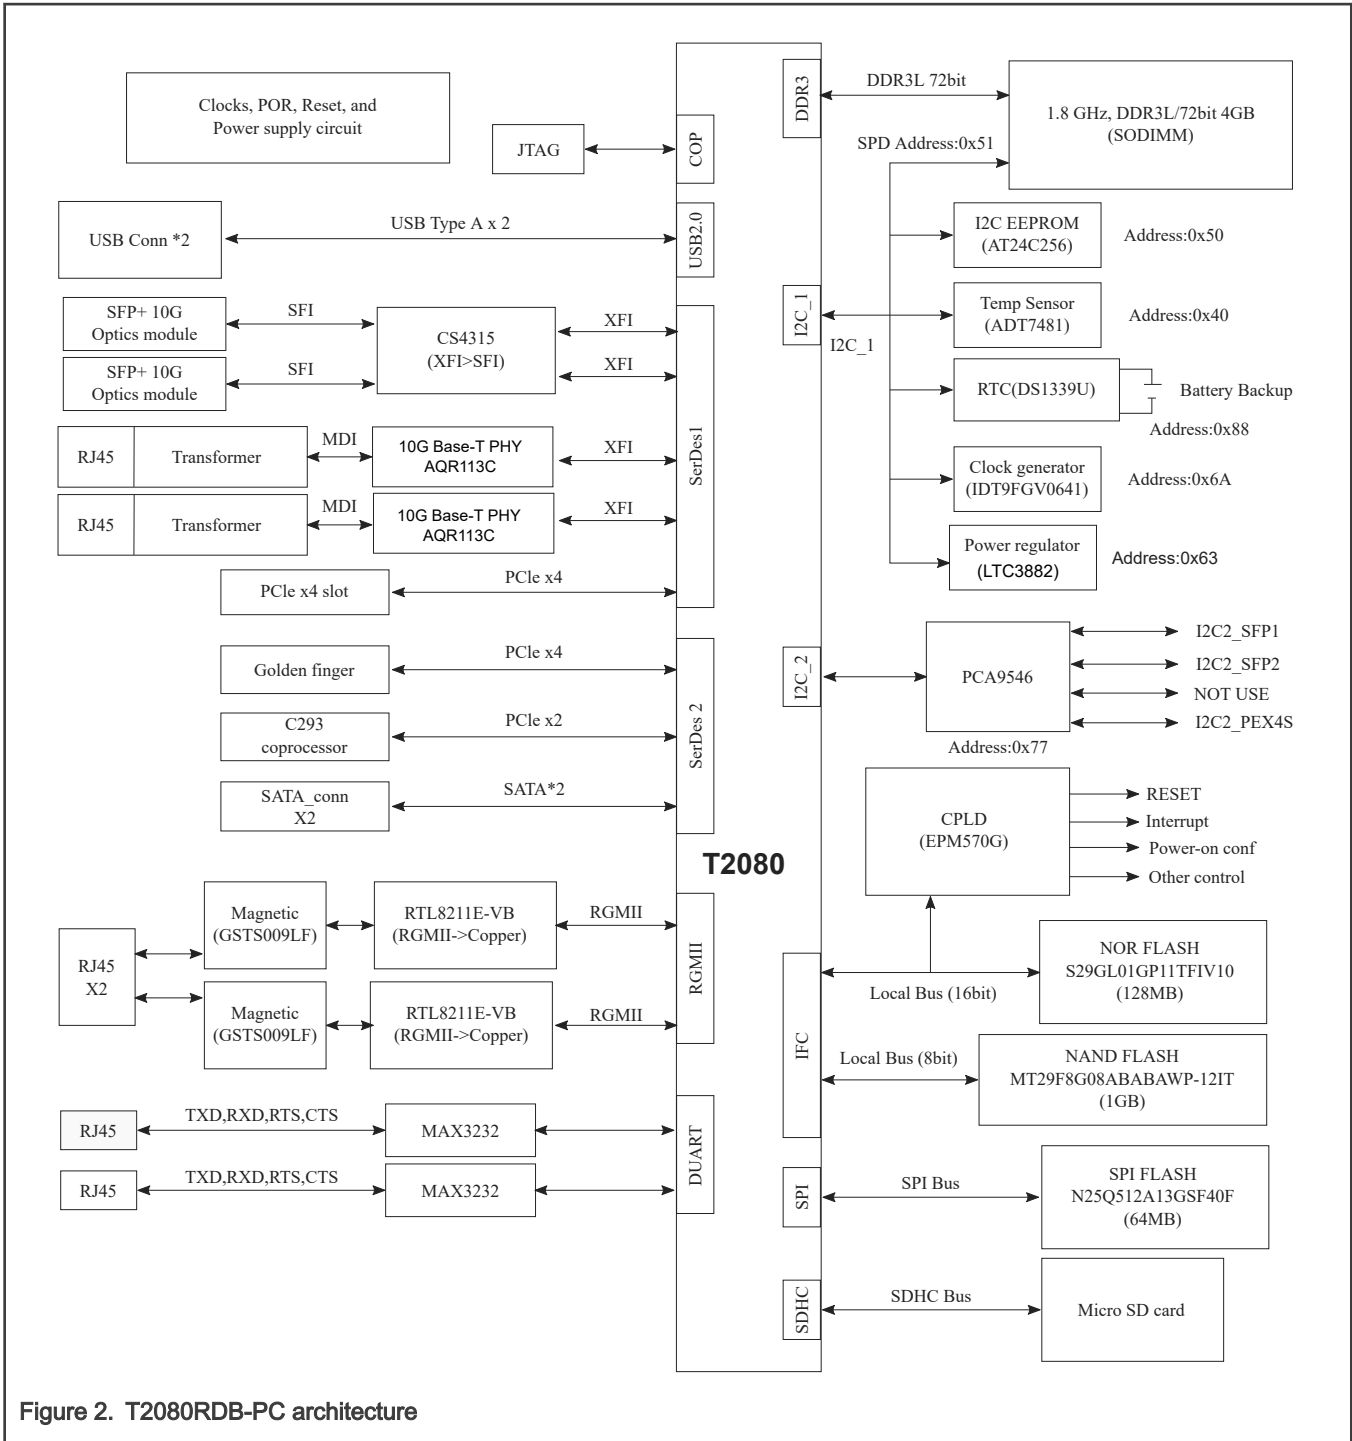 Clocks, POR, Reset, and
Power supply circuit
JTAG
COP
USB Conn *2
USB Type A x 2
USB2.0
SFP+ 10G
Optics module
SFI
SFP+ 10G
Optics module
SFI
CS4315
(XFI>SFI)
XFI
XFI
RJ45
Transformer
MDI
10G Base-T PHY
AQR113C
XFI
RJ45
Transformer
MDI
10G Base-T PHY
AQR113C
XFI
SerDes1
PCle x4 slot
PCle x4
Golden finger
PCle x4
C293
coprocessor
PCle x2
SATA_conn
X2
SATA*2
SerDes 2
T2080
RJ45
X2
Magnetic
(GSTS009LF)
RTL8211E-VB
(RGMII->Copper)
RGMII
Magnetic
(GSTS009LF)
RTL8211E-VB
(RGMII->Copper)
RGMII
RGMII
RJ45
TXD,RXD,RTS,CTS
MAX3232
RJ45
TXD,RXD,RTS,CTS
MAX3232
DUART
DDR3
DDR3L 72bit
1.8 GHz, DDR3L/72bit 4GB
(SODIMM)
SPD Address:0x51
I2C EEPROM
(AT24C256)
Address:0x50
I2C_1
I2C_1
Temp Sensor
(ADT7481)
Address:0x40
RTC(DS1339U)
Battery Backup
Address:0x88
Clock generator
(IDT9FGV0641)
Address:0x6A
Power regulator
(LTC3882)
Address:0x63
I2C_2
PCA9546
I2C2_SFP1
I2C2_SFP2
NOT USE
I2C2_PEX4S
Address:0x77
CPLD
(EPM570G)
RESET
Interrupt
Power-on conf
Other control
IFC
Local Bus (16bit)
NOR FLASH
S29GL01GP11TFIV10
(128MB)
Local Bus (8bit)
NAND FLASH
MT29F8G08ABABAWP-12IT
(1GB)
SPI
SPI Bus
SPI FLASH
N25Q512A13GSF40F
(64MB)
SDHC
SDHC Bus
Micro SD card
Figure 2. T2080RDB-PC architecture